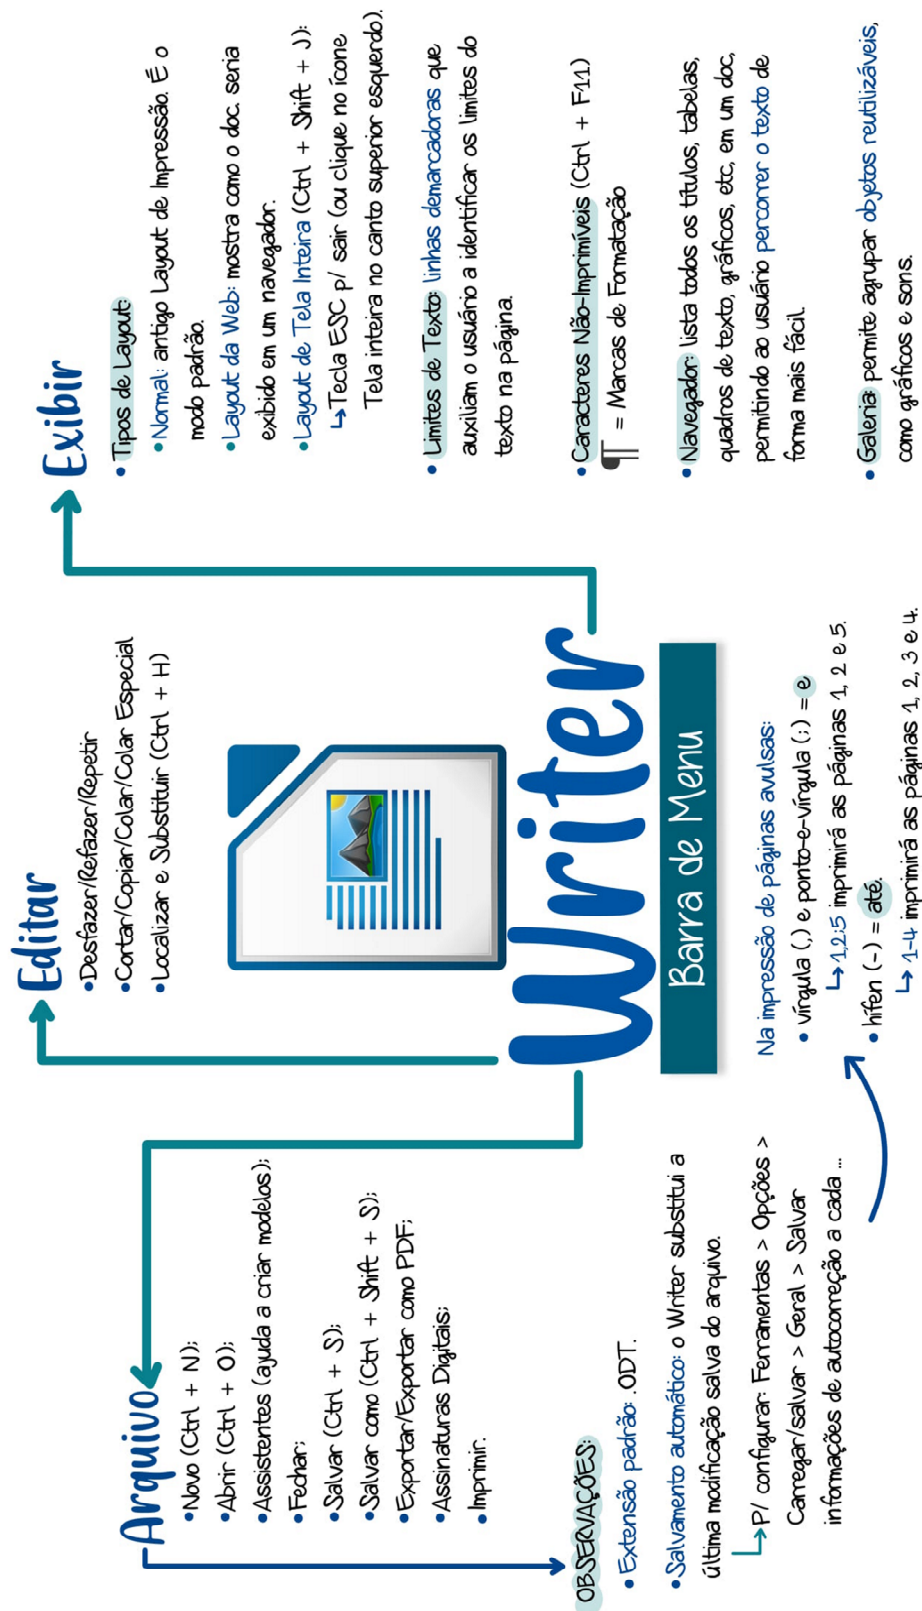 Writer
Barra de Menu
Arquivo
•Novo (Ctrl + N);
•Abrir (Ctrl + O);
•Assistentes (ajuda a criar modelos);
•Fechar;
•Salvar (Ctrl + S);
•Salvar como (Ctrl + Shift + S);
•Exportar/Exportar como PDF;
•Assinaturas Digitais;
•Imprimir.
OBSERVAÇÕES:
• Extensão padrão: .ODT.
•Salvamento automático: o Writer substitui a
última modificação salva do arquivo.
↳P/ configurar: Ferramentas > Opções >
Carregar/salvar > Geral > Salvar
informações de autocorreção a cada ...
Na impressão de páginas avulsas:
• vírgula (,) e ponto-e-vírgula (;) = e
↳ 1,2;5 imprimirá as páginas 1, 2 e 5.
• hífen (-) = até.
↳ 1-4 imprimirá as páginas 1, 2, 3 e 4.
Editar
•Desfazer/Refazer/Repetir
•Cortar/Copiar/Colar/Colar Especial
•Localizar e Substituir (Ctrl + H)
Exibir
• Tipos de Layout:
•Normal: antigo Layout de Impressão. É o
modo padrão.
•Layout da Web: mostra como o doc. seria
exibido em um navegador.
•Layout de Tela Inteira (Ctrl + Shift + J):
↳Tecla ESC p/ sair (ou clique no ícone
Tela inteira no canto superior esquerdo).
• Limites de Texto: linhas demarcadoras que
auxiliam o usuário a identificar os limites do
texto na página.
• Caracteres Não-Imprimíveis (Ctrl + F11)
¶ = Marcas de Formatação
• Navegador: lista todos os títulos, tabelas,
quadros de texto, gráficos, etc, em um doc,
permitindo ao usuário percorrer o texto de
forma mais fácil.
• Galeria: permite agrupar objetos reutilizáveis,
como gráficos e sons.